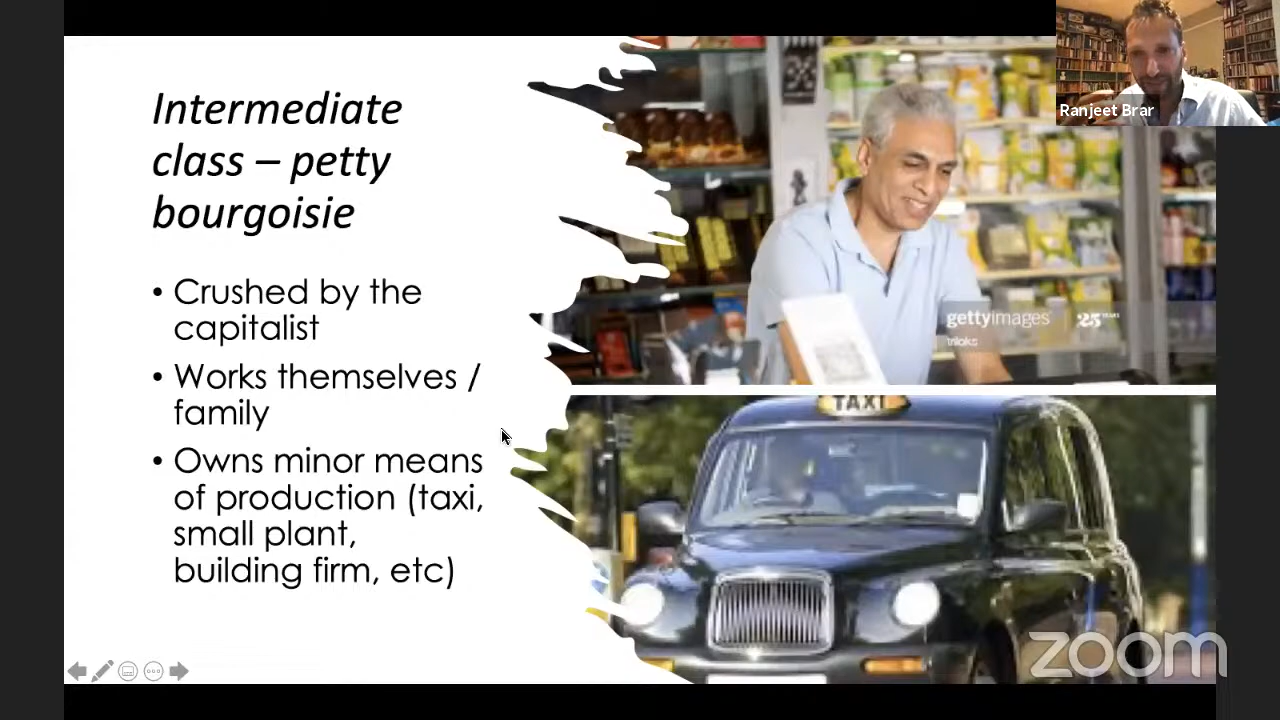 Intermediate
class – petty
bourgoisie
• Crushed by the
capitalist
• Works themselves /
family
• Owns minor means
of production (taxi,
small plant,
building firm, etc)
Ranjeet Brar
gettyimages
25 YEARS
triloks
TAXI
zoom